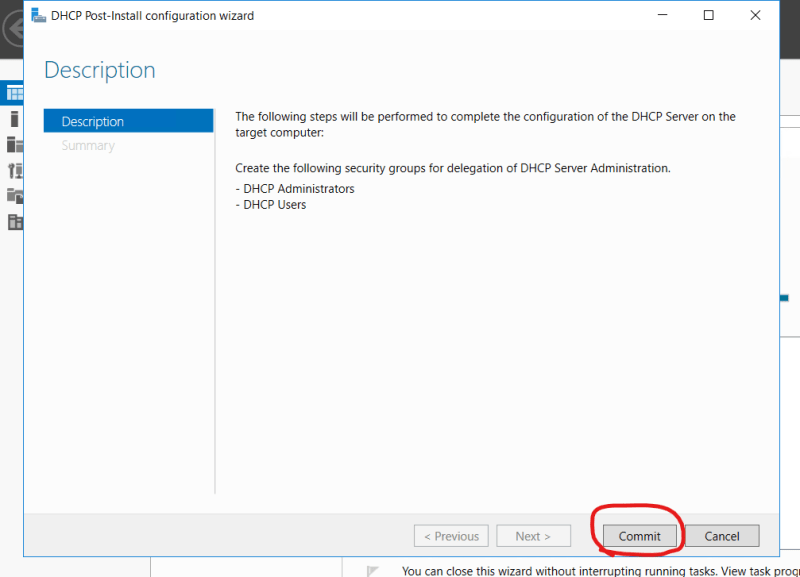 DHCP Post-Install configuration wizard
Description
Description
Summary
The following steps will be performed to complete the configuration of the DHCP Server on the
target computer:
Create the following security groups for delegation of DHCP Server Administration.
- DHCP Administrators
- DHCP Users
< Previous
Next >
Commit
Cancel
You can close this wizard without interrupting running tasks. View task